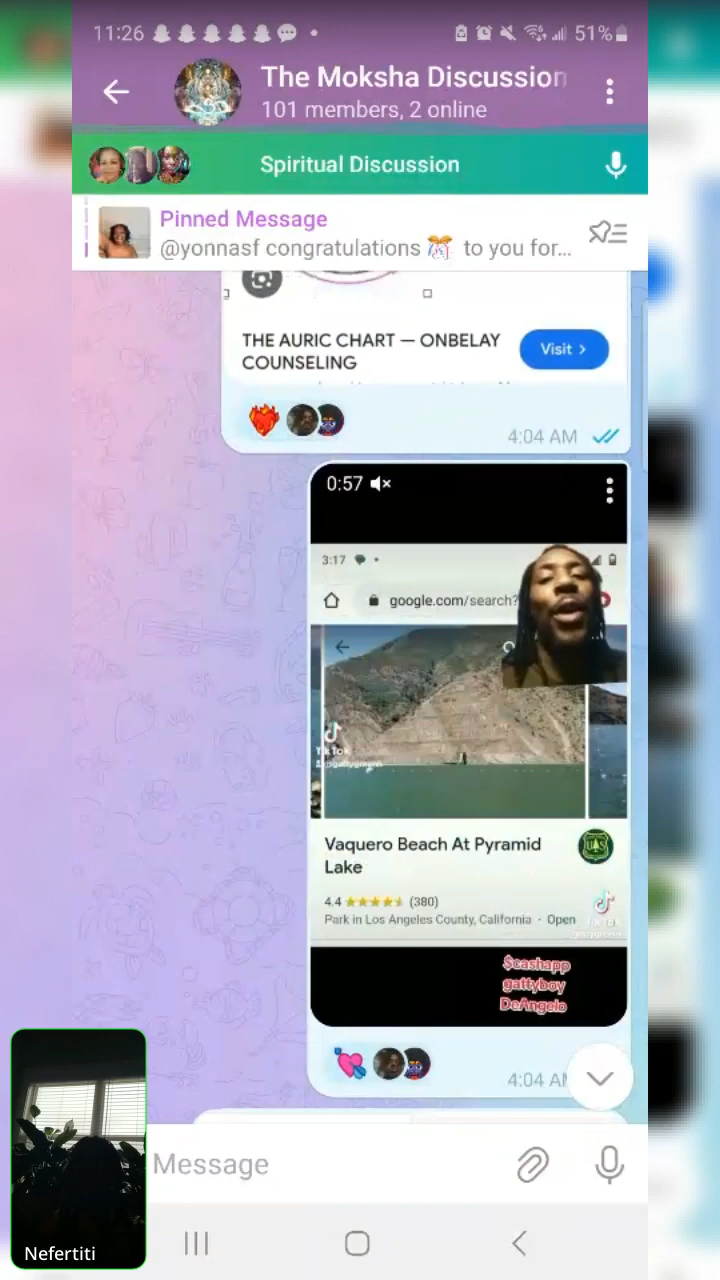 11:26
51%
The Moksha Discussion
101 members, 2 online
Spiritual Discussion
Pinned Message
@yonnasf congratulations 🎊 to you for...
THE AURIC CHART — ONBELAY
COUNSELING
Visit >
4:04 AM
0:57
3:17
google.com/search?
TikTok
Vaquero Beach At Pyramid
Lake
4.4 ★★★★★ (380)
Park in Los Angeles County, California · Open
$cashapp
gattyboy
DeAngelo
4:04 AM
Message
Nefertiti